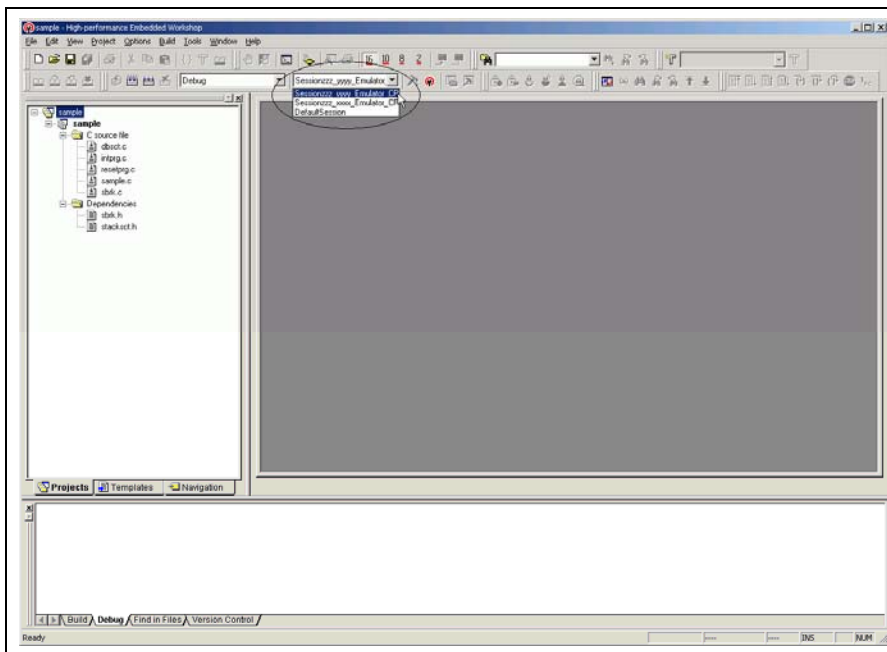 sample - High-performance Embedded Workshop
File Edit View Project Options Build Tools Window Help
Debug
Sessionzzz_yyyy_Emulator_
Sessionzzz_yyyy_Emulator_CP
Sessionzzz_xxxx_Emulator_CP
DefaultSession
sample
sample
C source file
dbsct.c
intprg.c
resetprg.c
sample.c
sbrk.c
Dependencies
sbrk.h
stacksct.h
Projects Templates Navigation
Build Debug Find in Files Version Control
Ready INS NUM